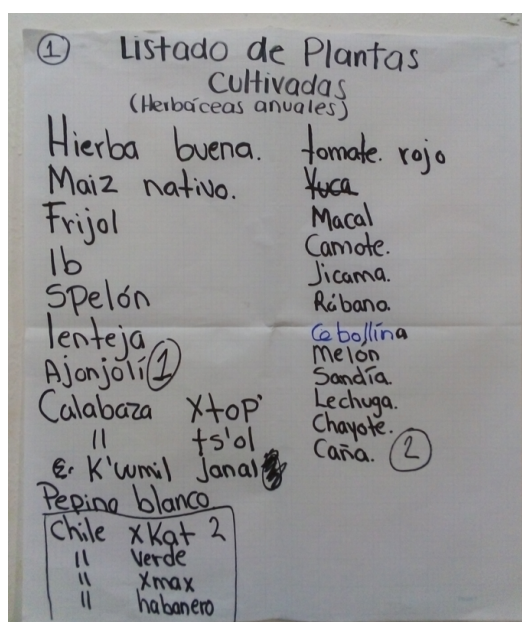 1 Listado de Plantas
Cultivadas
(Herbáceas anuales)
Hierba buena.
Maiz nativo.
Frijol
Ib
Spelón
lenteja
Ajonjolí 1
Calabaza Xtop'
" ts'ol
K'wmil Janal
Pepino blanco
Chile xKat 2
" verde
" xmax
" habanero
tomate. rojo
Yuca
Macal
Camote.
Jicama.
Rábano.
Cebollina
Melón
Sandía.
Lechuga.
Chayote.
Caña. 2